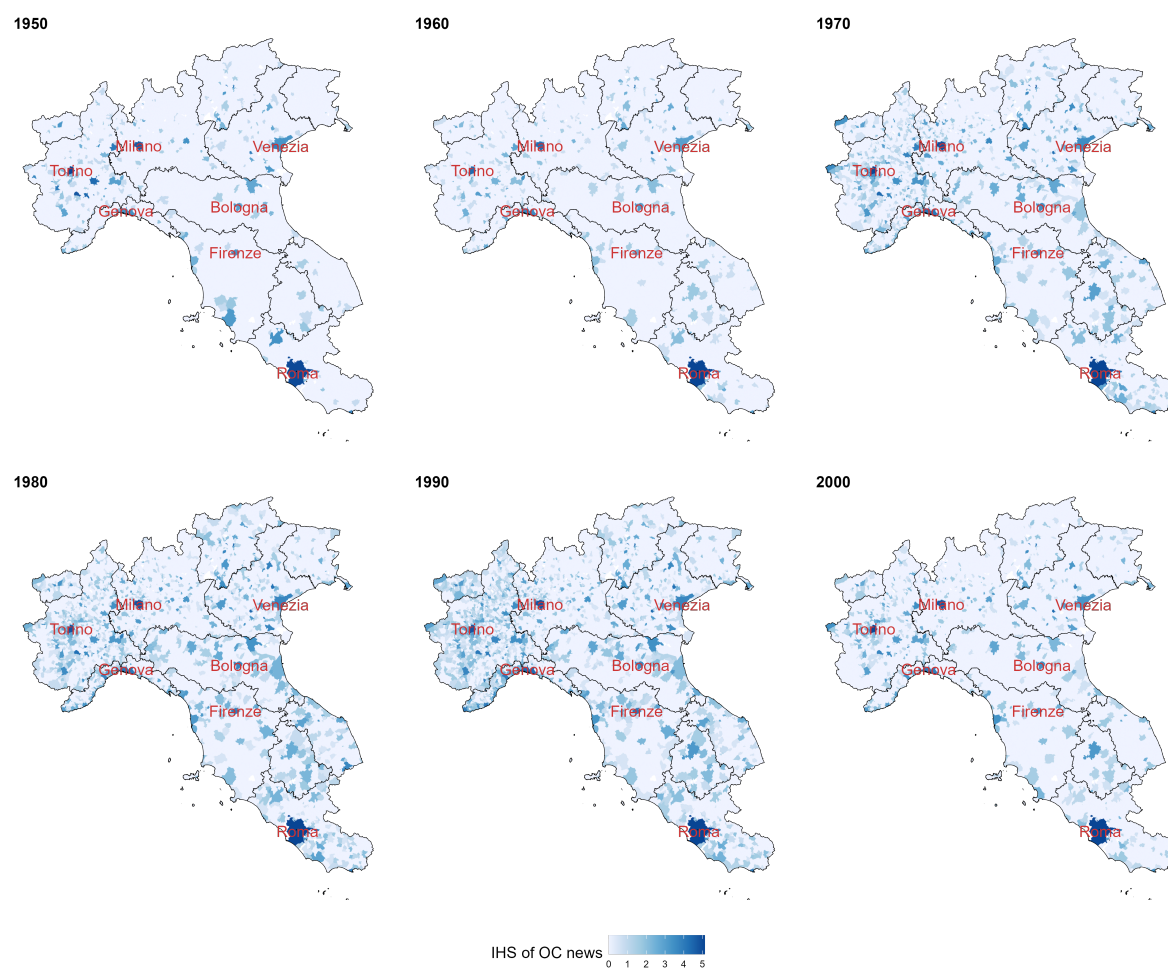 1950
1960
1970
Milano
Venezia
Torino
Genova
Bologna
Firenze
Roma
Milano
Venezia
Torino
Genova
Bologna
Firenze
Roma
Milano
Venezia
Torino
Genova
Bologna
Firenze
Roma
1980
1990
2000
Milano
Venezia
Torino
Genova
Bologna
Firenze
Roma
Milano
Venezia
Torino
Genova
Bologna
Firenze
Roma
Milano
Venezia
Torino
Genova
Bologna
Firenze
Roma
IHS of OC news
0 1 2 3 4 5